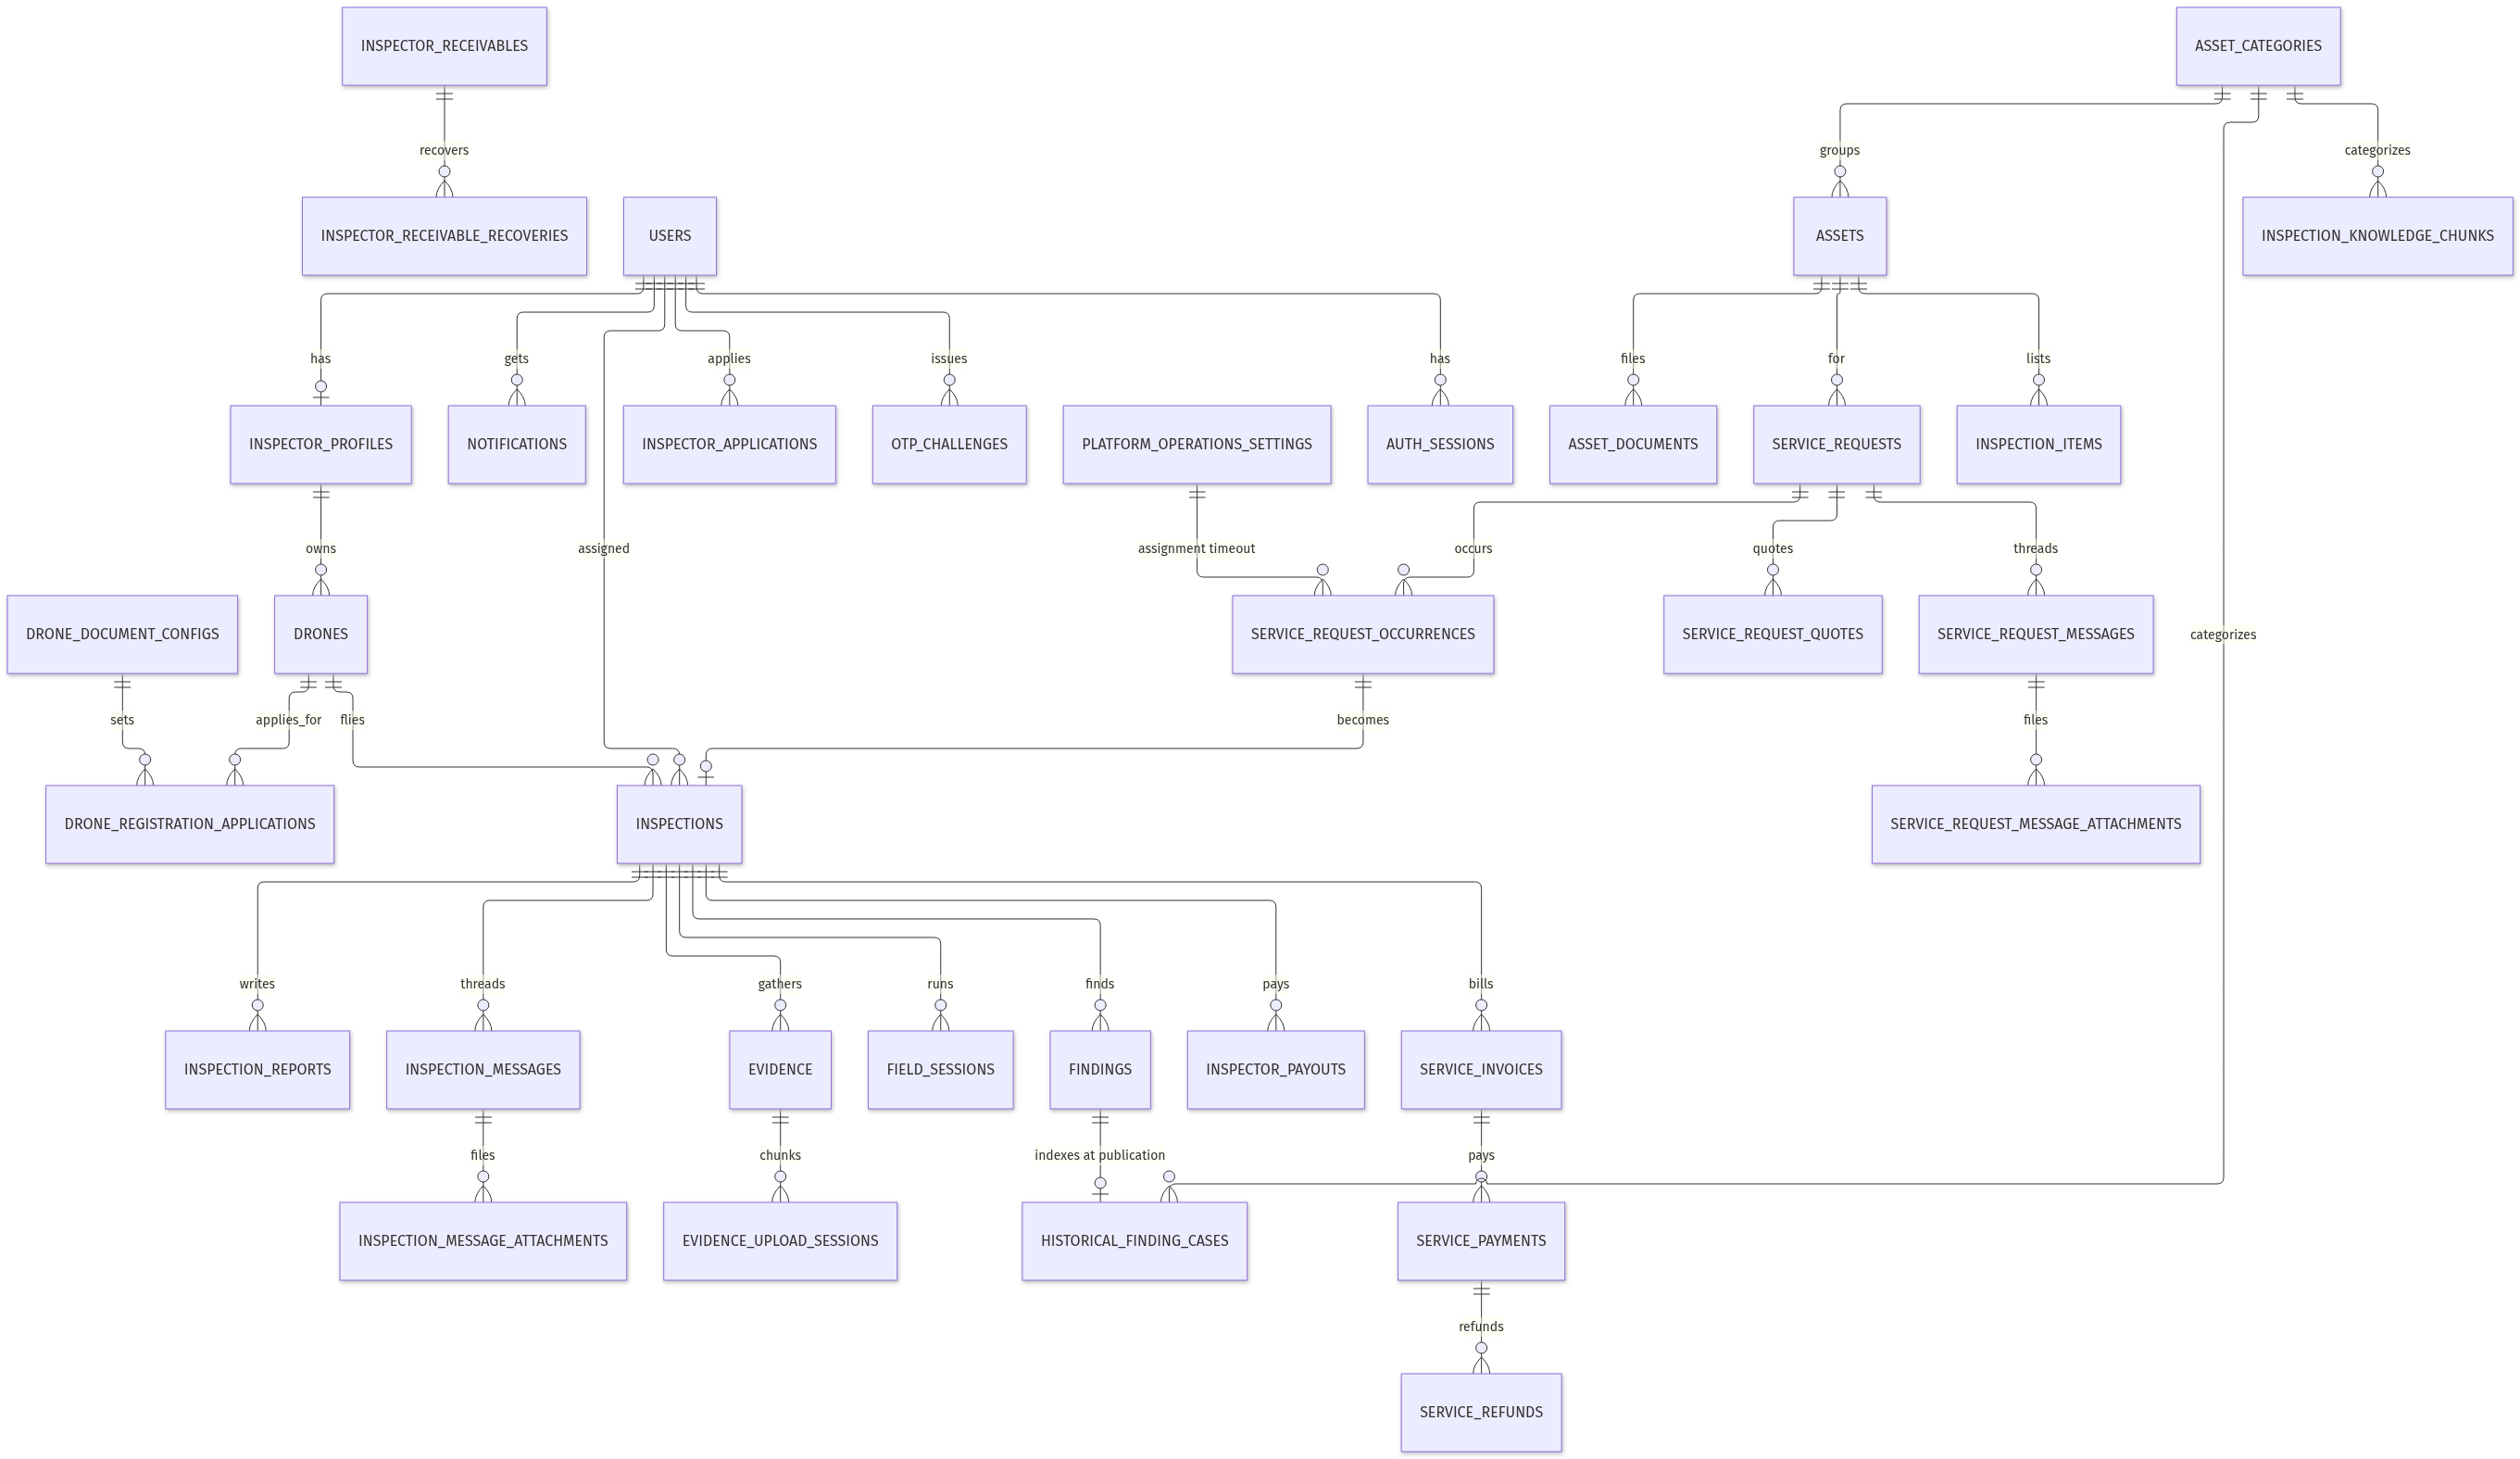 INSPECTOR_RECEIVABLES
ASSET_CATEGORIES
recovers
groups
categorizes
INSPECTOR_RECEIVABLE_RECOVERIES
USERS
ASSETS
INSPECTION_KNOWLEDGE_CHUNKS
has
gets
applies
issues
has
files
for
lists
INSPECTOR_PROFILES
NOTIFICATIONS
INSPECTOR_APPLICATIONS
OTP_CHALLENGES
PLATFORM_OPERATIONS_SETTINGS
AUTH_SESSIONS
ASSET_DOCUMENTS
SERVICE_REQUESTS
INSPECTION_ITEMS
owns
assigned
assignment timeout
occurs
quotes
threads
DRONE_DOCUMENT_CONFIGS
DRONES
SERVICE_REQUEST_OCCURRENCES
SERVICE_REQUEST_QUOTES
SERVICE_REQUEST_MESSAGES
categorizes
sets
applies_for
flies
becomes
files
DRONE_REGISTRATION_APPLICATIONS
INSPECTIONS
SERVICE_REQUEST_MESSAGE_ATTACHMENTS
writes
threads
gathers
runs
finds
pays
bills
INSPECTION_REPORTS
INSPECTION_MESSAGES
EVIDENCE
FIELD_SESSIONS
FINDINGS
INSPECTOR_PAYOUTS
SERVICE_INVOICES
files
chunks
indexes at publication
pays
INSPECTION_MESSAGE_ATTACHMENTS
EVIDENCE_UPLOAD_SESSIONS
HISTORICAL_FINDING_CASES
SERVICE_PAYMENTS
refunds
SERVICE_REFUNDS